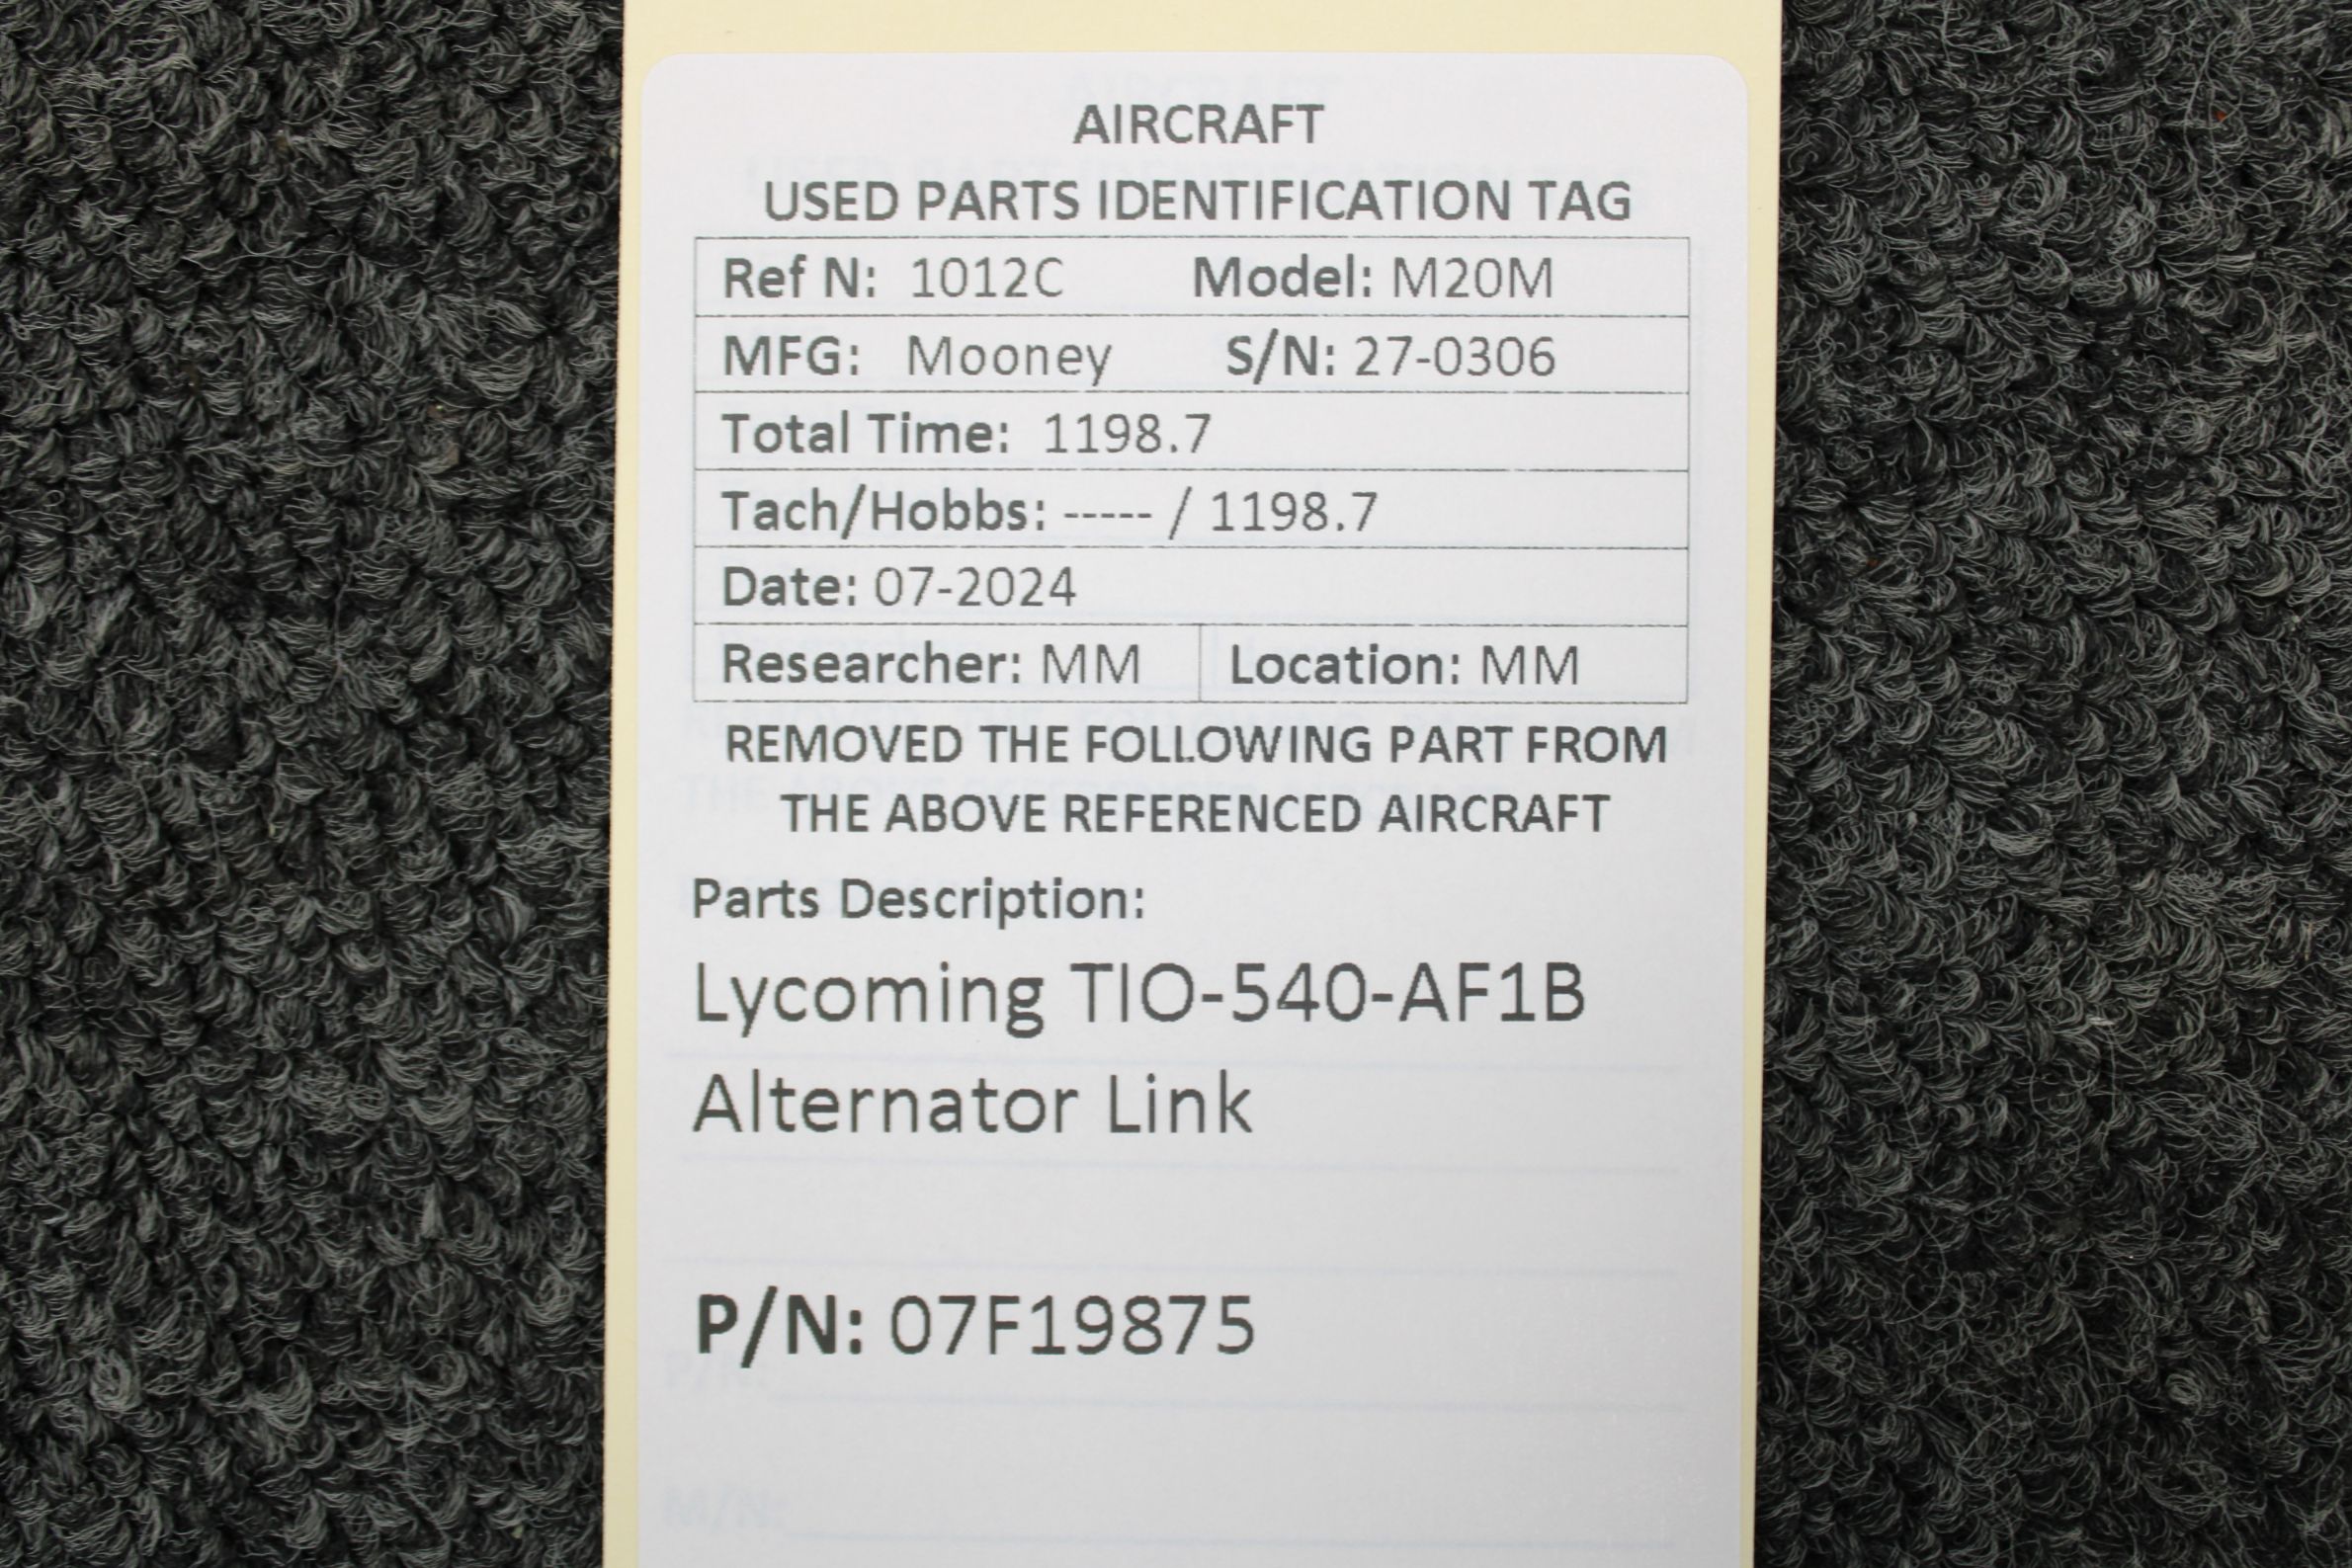 AIRCRAFT
USED PARTS IDENTIFICATION TAG
Ref N: 1012C Model: M20M
MFG: Mooney S/N: 27-0306
Total Time: 1198.7
Tach/Hobbs: ----- / 1198.7
Date: 07-2024
Researcher: MM Location: MM
REMOVED THE FOLLOWING PART FROM
THE ABOVE REFERENCED AIRCRAFT
Parts Description:
Lycoming TIO-540-AF1B
Alternator Link
P/N: 07F19875
P/N:
M/N: